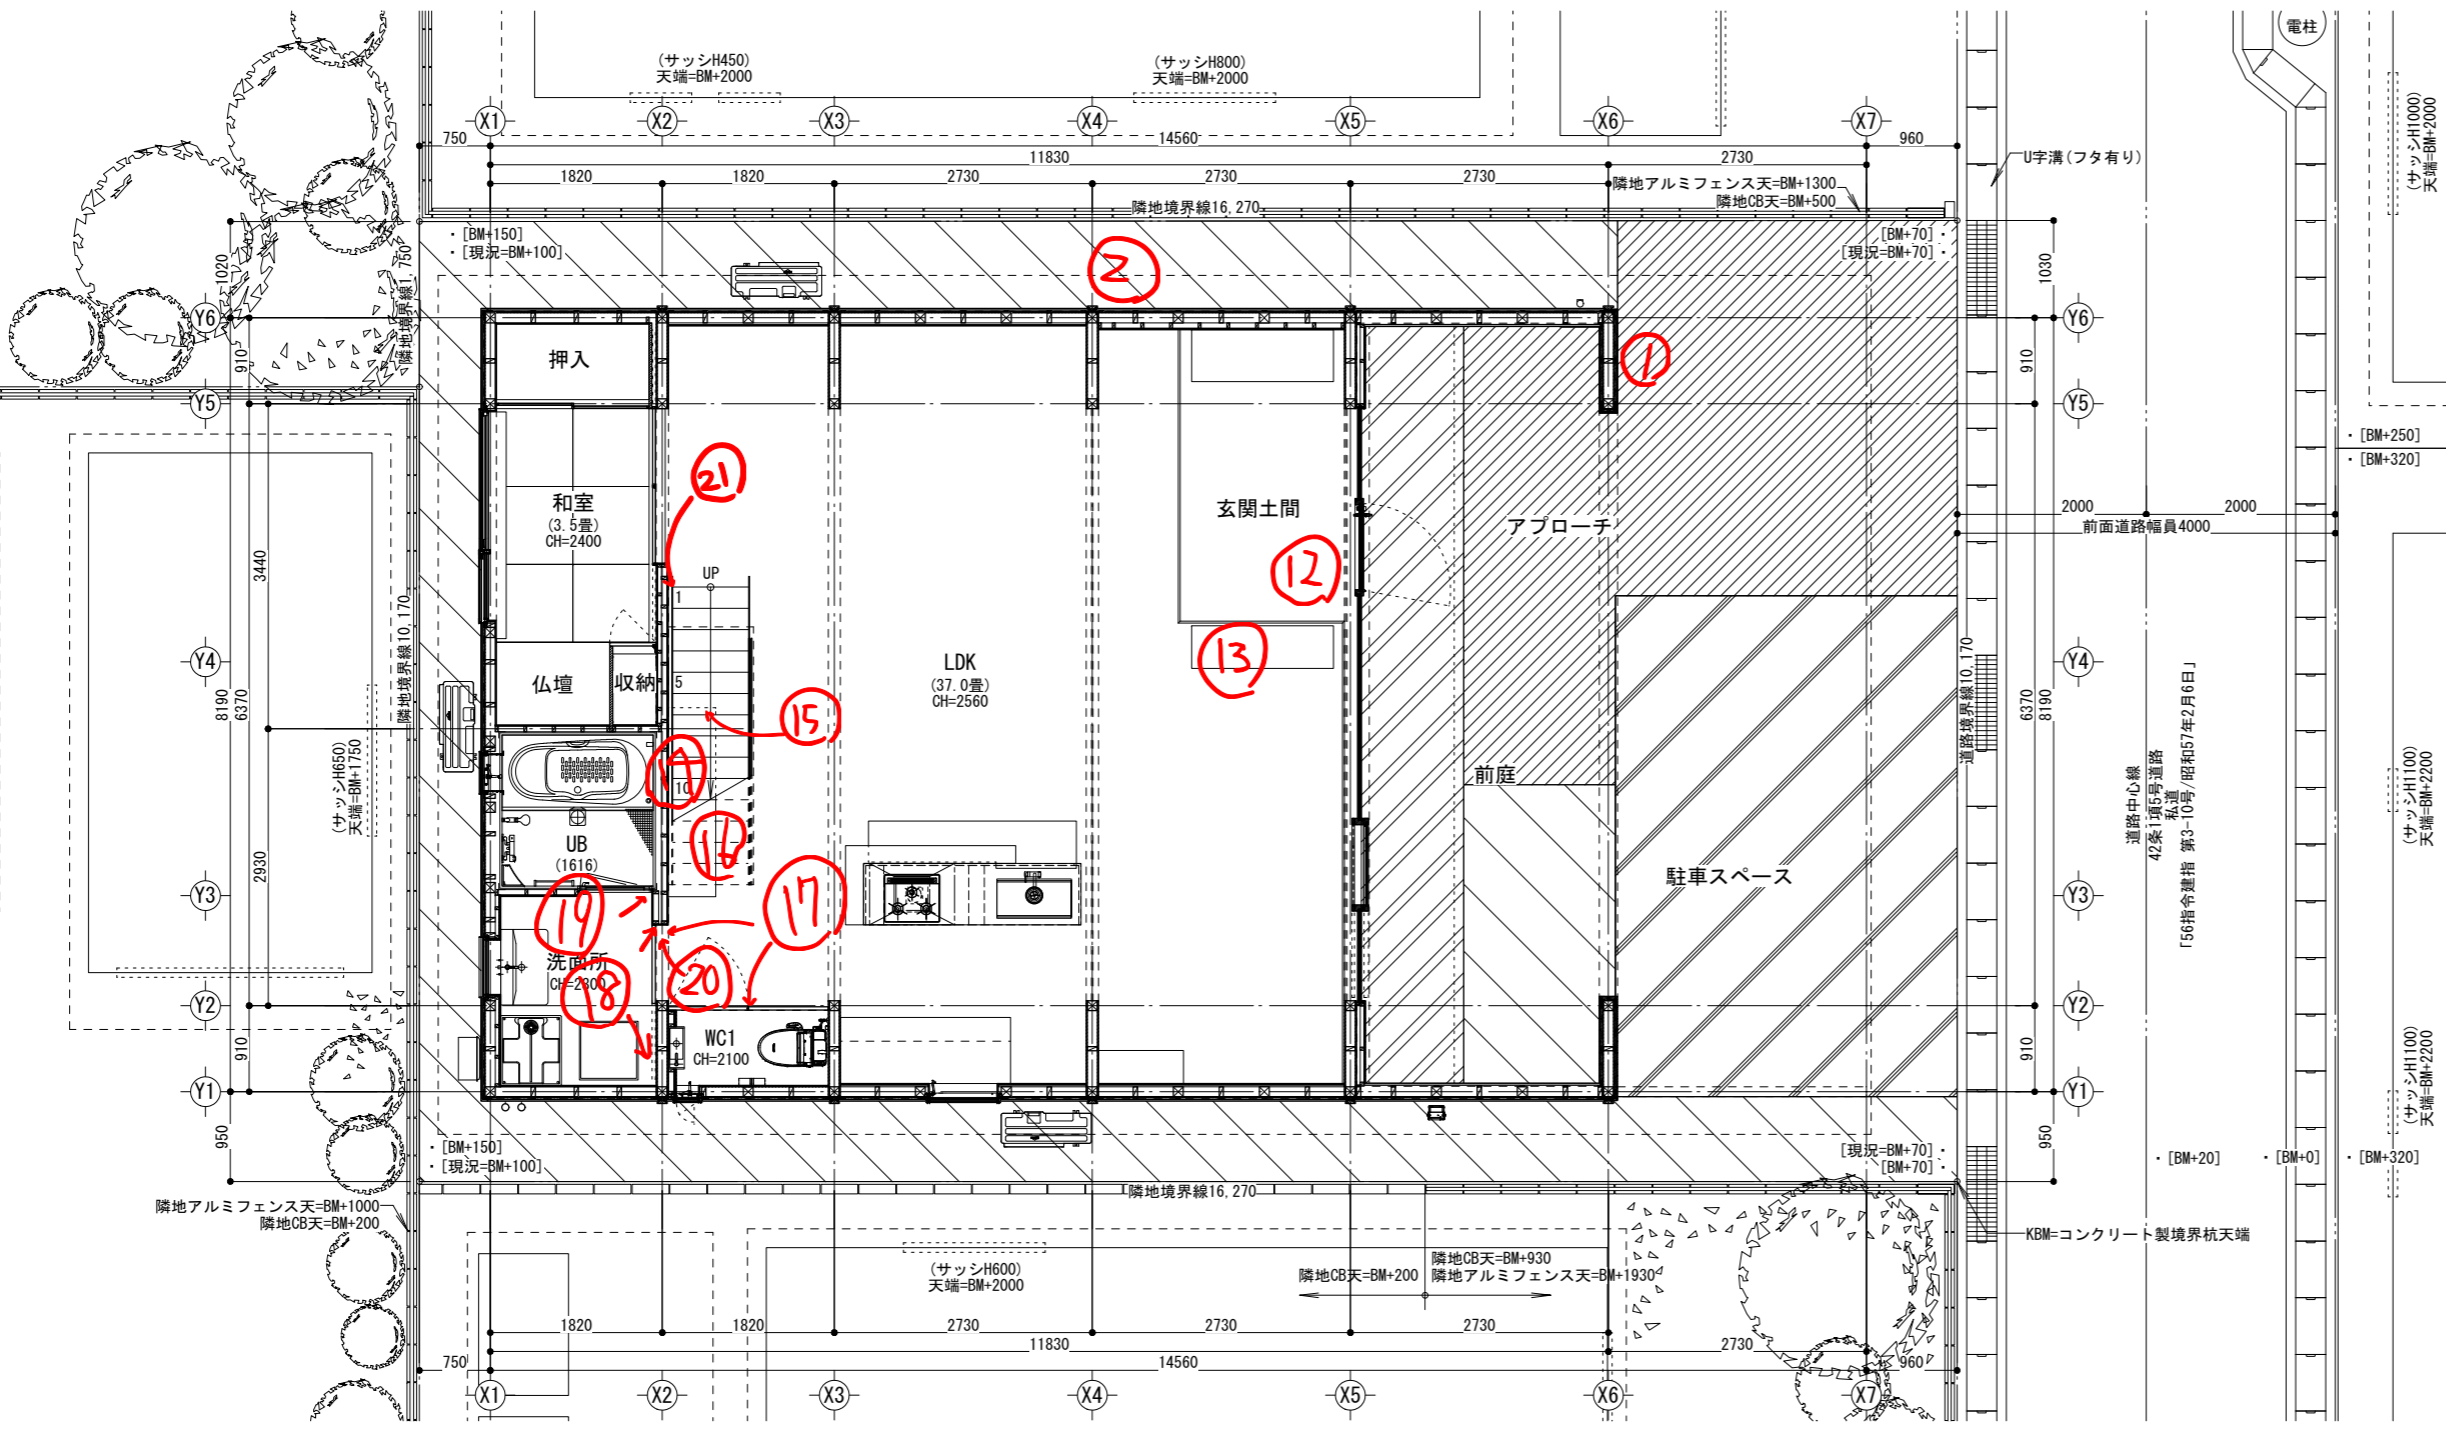 電柱
(サッシH450)
天端=BM+2000
(サッシH800)
天端=BM+2000
(サッシH1000)
天端=BM+2000
X1
X2
X3
X4
X5
X6
X7
750
14560
960
11830
2730
U字溝(フタ有り)
1820
1820
2730
2730
2730
隣地アルミフェンス天=BM+1300
隣地CB天=BM+500
隣地境界線16,270
・[BM+150]
・[現況=BM+100]
[BM+70]・
[現況=BM+70]・
隣地境界線1,750
②
1020
1030
Y6
Y6
押入
①
910
910
Y5
Y5
・[BM+250]
・[BM+320]
㉑
和室
(3.5畳)
CH=2400
玄関土間
アプローチ
2000
2000
前面道路幅員4000
3440
UP
1
⑫
隣地境界線10,170
⑬
Y4
LDK
(37.0畳)
CH=2560
Y4
仏壇
収納
5
⑮
8190
6370
6370
8190
道路境界線10,170
道路中心線
42条1項5号道路
私道
「56指令建指 第3-10号/昭和57年2月6日」
(サッシH650)
天端=BM+1750
(サッシH1100)
天端=BM+2200
⑭
10
前庭
⑯
UB
(1616)
2930
駐車スペース
Y3
Y3
⑰
⑲
洗面所
CH=2300
⑱
⑳
Y2
Y2
WC1
CH=2100
910
910
(サッシH1100)
天端=BM+2200
Y1
Y1
950
950
・[BM+150]
・[現況=BM+100]
[現況=BM+70]・
[BM+70]・
・[BM+20]
・[BM+0]
・[BM+320]
隣地境界線16,270
隣地アルミフェンス天=BM+1000
隣地CB天=BM+200
KBM=コンクリート製境界杭天端
(サッシH600)
天端=BM+2000
隣地CB天=BM+200
隣地CB天=BM+930
隣地アルミフェンス天=BM+1930
1820
1820
2730
2730
2730
11830
2730
750
14560
960
X1
X2
X3
X4
X5
X6
X7